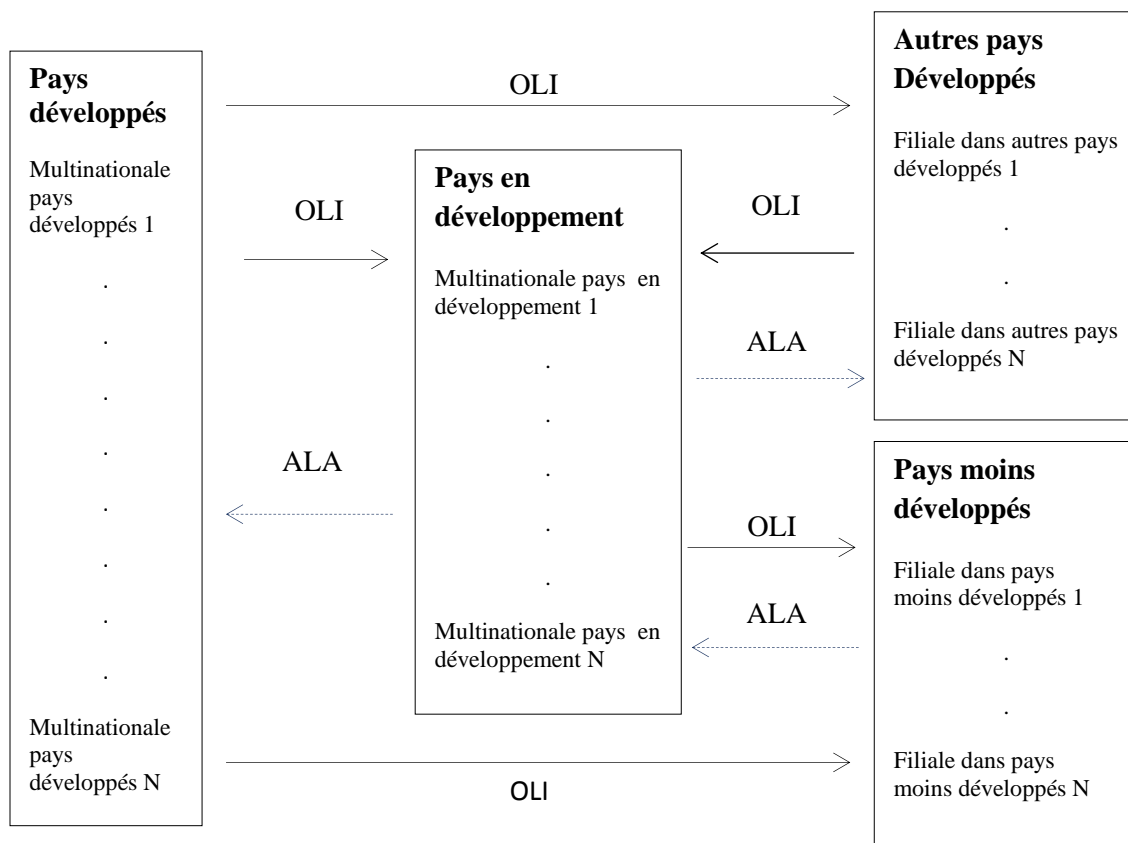 Pays
développés
Multinationale
pays
développés 1
.
.
.
.
.
.
.
.
Multinationale
pays
développés N
OLI
OLI
ALA
Pays en
développement
Multinationale pays en
développement 1
.
.
.
.
.
Multinationale pays en
développement N
OLI
ALA
OLI
ALA
OLI
Autres pays
Développés
Filiale dans autres pays
développés 1
.
.
Filiale dans autres pays
développés N
Pays moins
développés
Filiale dans pays
moins développés 1
.
.
Filiale dans pays
moins développés N